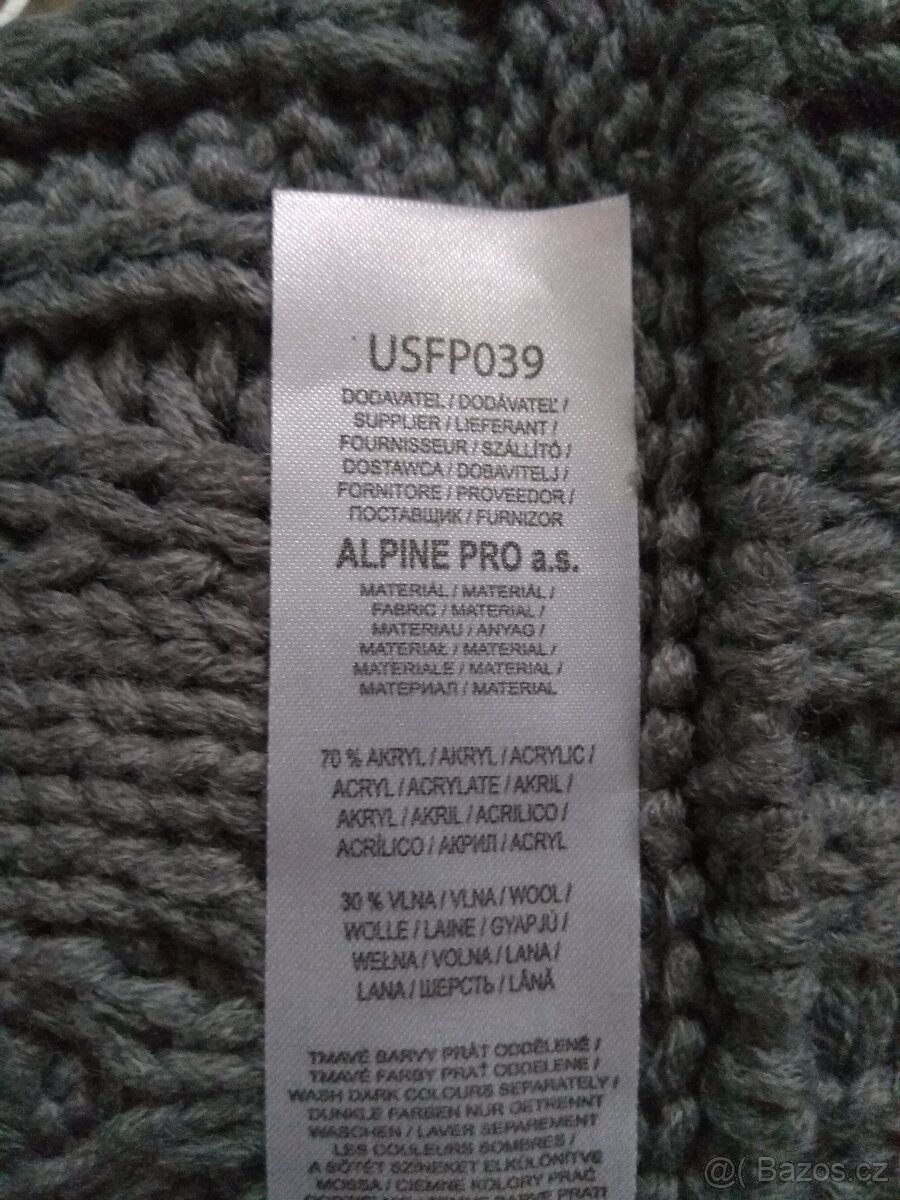 USFP039
DODAVATEL / DODÁVATEĽ /
SUPPLIER / LIEFERANT /
FOURNISSEUR / SZÁLLÍTÓ /
DOSTAWCA / DOBAVITELJ /
FORNITORE / PROVEEDOR /
ПОСТАВЩИК / FURNIZOR
ALPINE PRO a.s.
MATERIÁL / MATERIÁL /
FABRIC / MATERIAL /
MATERIAU / ANYAG /
MATERIAŁ / MATERIAL /
MATERIALE / MATERIAL /
МАТЕРИАЛ / MATERIAL
70 % AKRYL / AKRYL / ACRYLIC /
ACRYL / ACRYLATE / AKRIL /
AKRYL / AKRIL / ACRILICO /
ACRÍLICO / АКРИЛ / ACRYL
30 % VLNA / VLNA / WOOL /
WOLLE / LAINE / GYAPJÚ /
WEŁNA / VOLNA / LANA /
LANA / ШЕРСТЬ / LÂNĂ
TMAVÉ BARVY PRÁT ODDĚLENĚ /
TMAVÉ FARBY PRAŤ ODDELENE /
WASH DARK COLOURS SEPARATELY /
DUNKLE FARBEN NUR GETRENNT
WASCHEN / LAVER SEPAREMENT
LES COULEURS SOMBRES /
A SÖTÉT SZINEKET ELKÜLÖNITVE
MOSSA / CIEMNE KOLORY PRAĆ
@( Bazos.cz